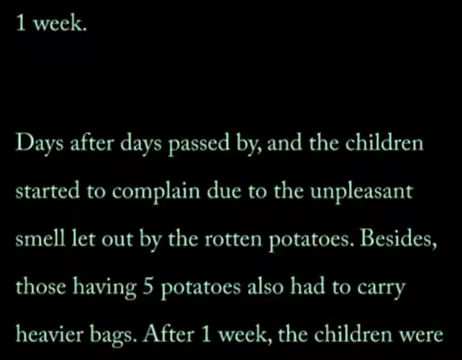 1 week.
Days after days passed by, and the children
started to complain due to the unpleasant
smell let out by the rotten potatoes. Besides,
those having 5 potatoes also had to carry
heavier bags. After 1 week, the children were